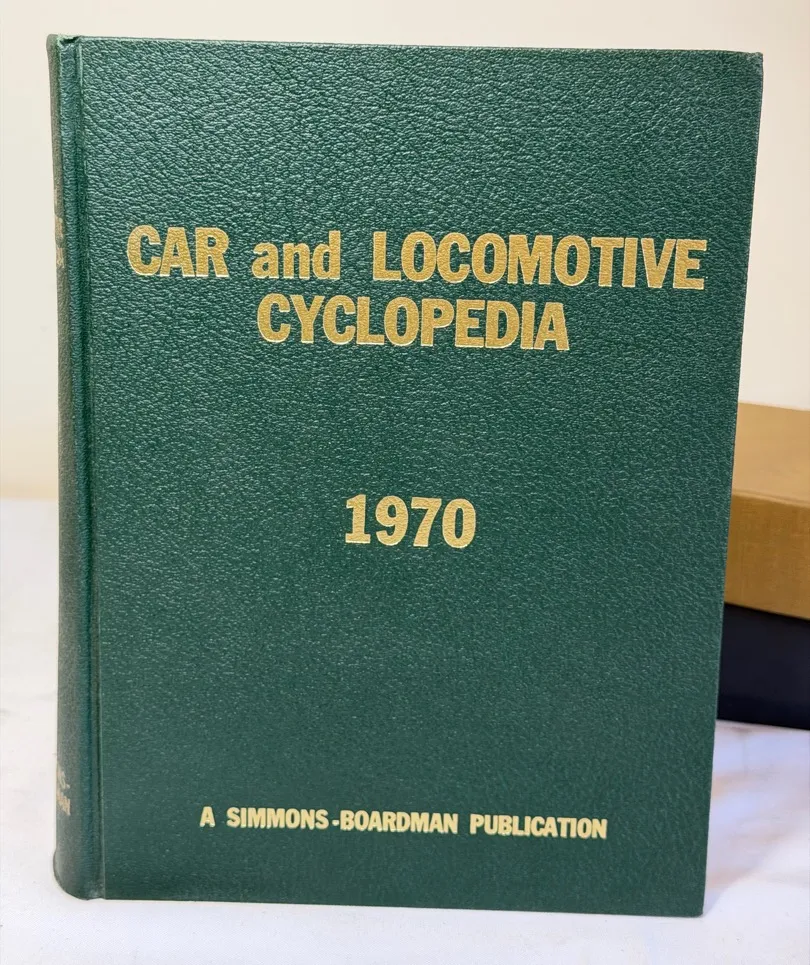 CAR and LOCOMOTIVE
CYCLOPEDIA
1970
A SIMMONS-BOARDMAN PUBLICATION